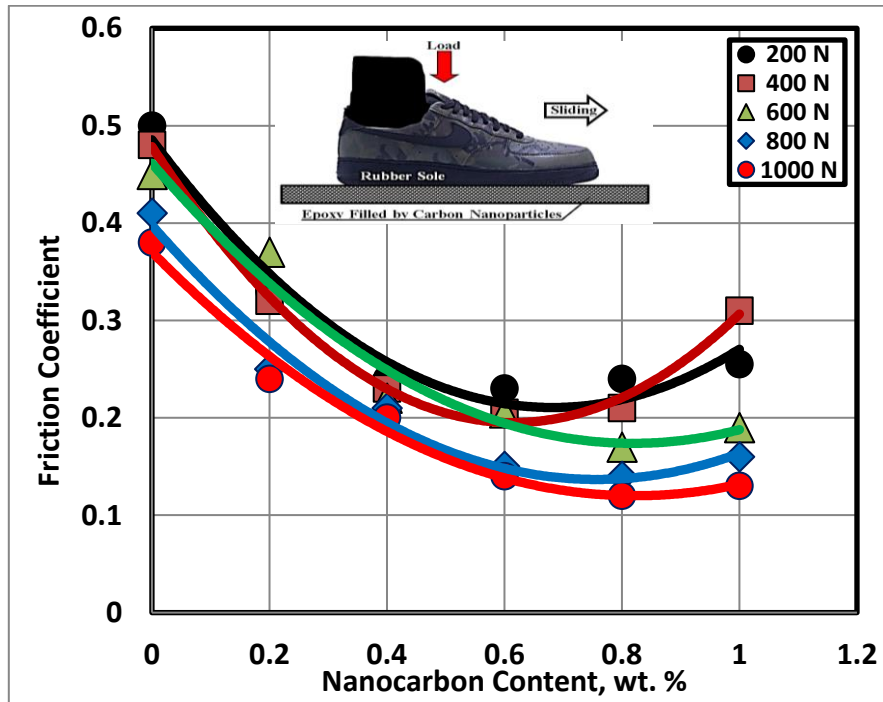 0.6
0.5
0.4
0.3
0.2
0.1
0
0
0.2
0.4
0.6
0.8
1
1.2
Friction Coefficient
Nanocarbon Content, wt. %
Load
Sliding
Rubber Sole
Epoxy Filled by Carbon Nanoparticles
200 N
400 N
600 N
800 N
1000 N